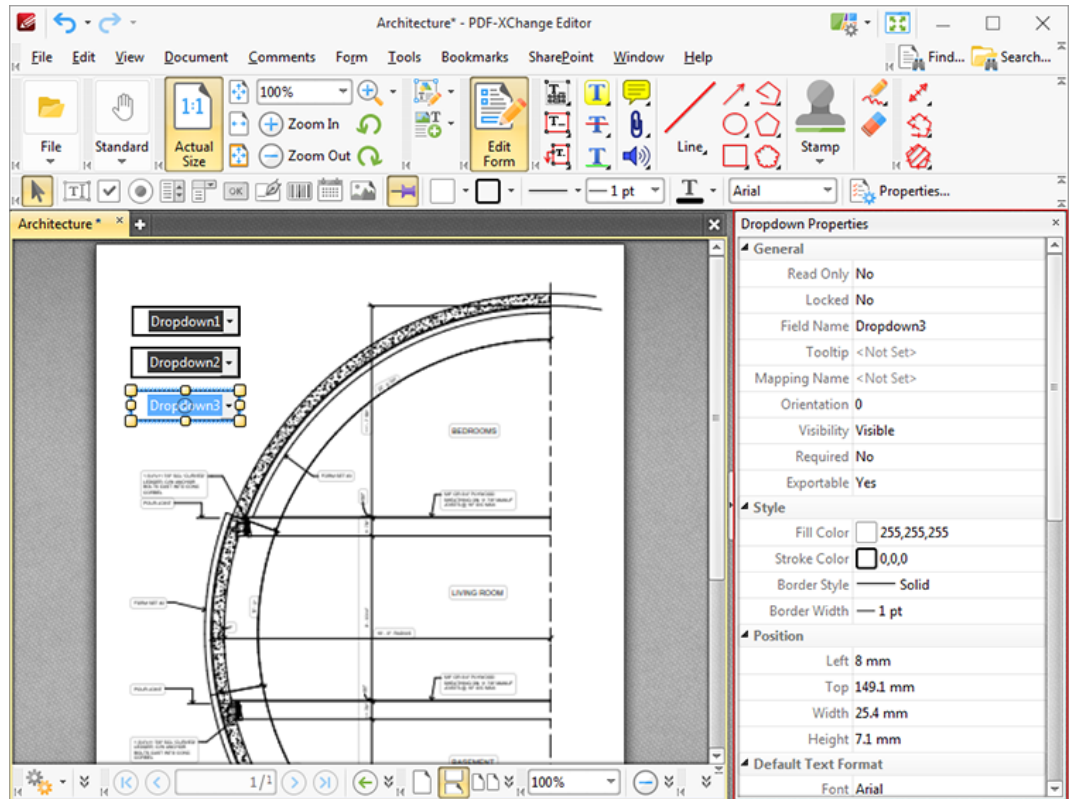 Architecture* - PDF-XChange Editor
File Edit View Document Comments Form Tools Bookmarks SharePoint Window Help
Find... Search...
100%
1:1
Zoom In
File Standard Actual Size
Zoom Out
Edit Form
Line
Stamp
OK
1 pt
T
Arial
Properties...
Architecture *
Dropdown Properties
General
Read Only No
Locked No
Field Name Dropdown3
Tooltip <Not Set>
Mapping Name <Not Set>
Orientation 0
Visibility Visible
Required No
Exportable Yes
Style
Fill Color 255,255,255
Stroke Color 0,0,0
Border Style Solid
Border Width 1 pt
Position
Left 8 mm
Top 149.1 mm
Width 25.4 mm
Height 7.1 mm
Default Text Format
Font Arial
Dropdown1
Dropdown2
Dropdown3
BEDROOMS
LIVING ROOM
BASEMENT
1/1
100%